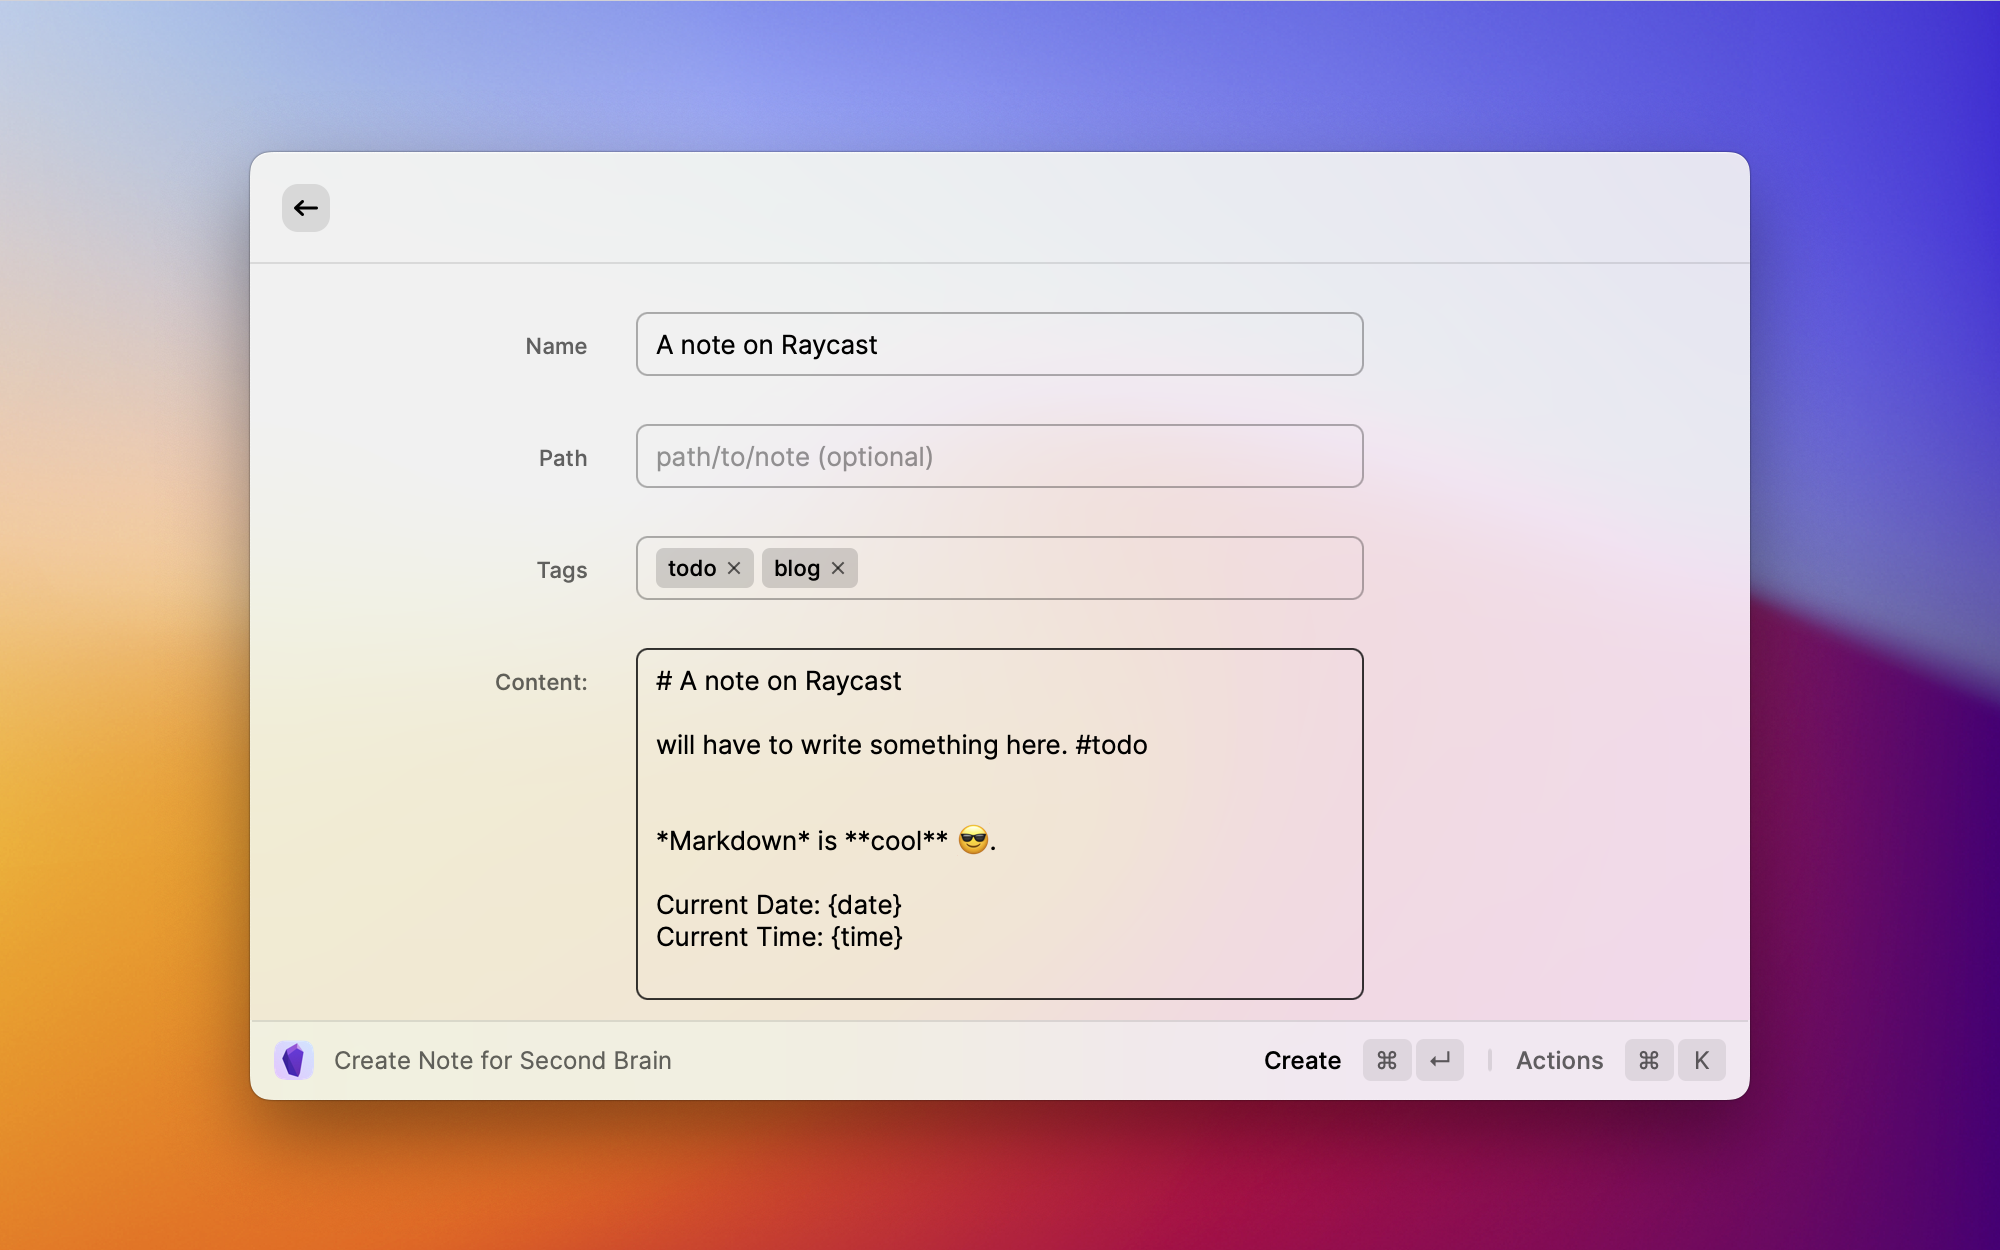 Name
A note on Raycast
Path
path/to/note (optional)
Tags
todo × blog ×
Content:
# A note on Raycast
will have to write something here. #todo
*Markdown* is **cool** 😎.
Current Date: {date}
Current Time: {time}
Create Note for Second Brain
Create ⌘ ↵ Actions ⌘ K